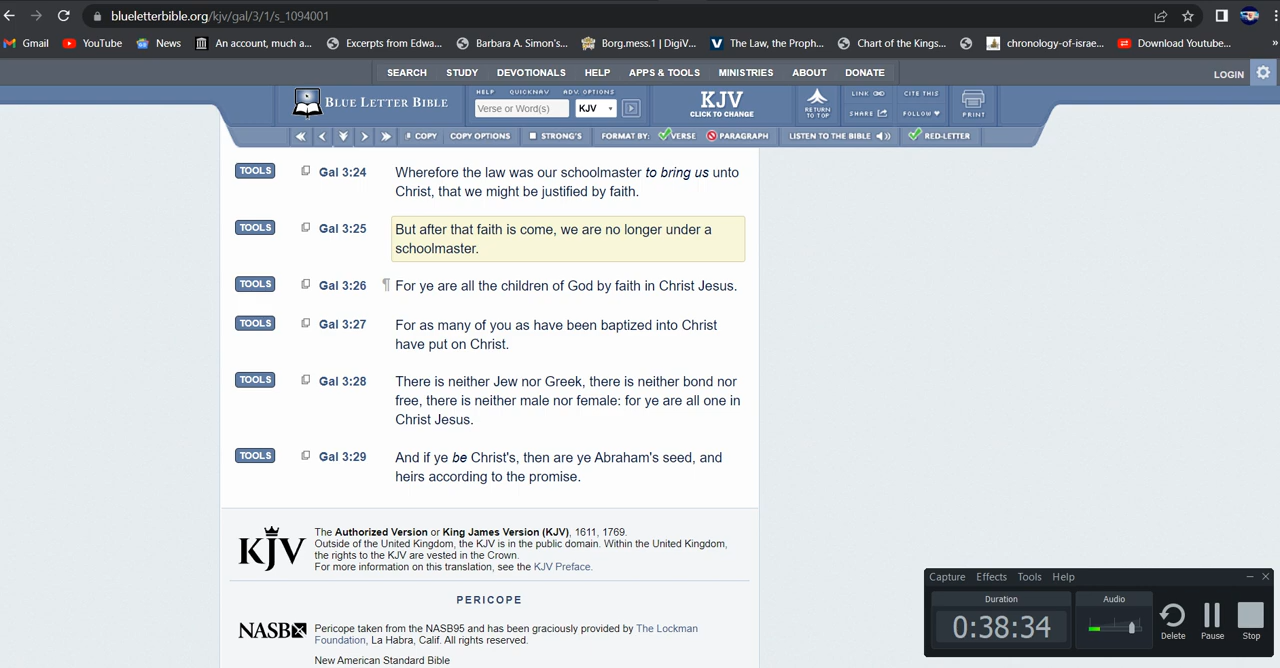 blueletterbible.org/kjv/gal/3/1/s_1094001
Gmail YouTube News An account, much a... Excerpts from Edwa... Barbara A. Simon's... Borg.mess.1 | DigiV... The Law, the Proph... Chart of the Kings... chronology-of-israe... Download Youtube... »
SEARCH STUDY DEVOTIONALS HELP APPS & TOOLS MINISTRIES ABOUT DONATE LOGIN
BLUE LETTER BIBLE
HELP QUICKNAV ADV. OPTIONS
Verse or Word(s) KJV
KJV
CLICK TO CHANGE
RETURN
TO TOP
LINK CITE THIS
SHARE FOLLOW
PRINT
COPY COPY OPTIONS STRONG'S FORMAT BY: VERSE PARAGRAPH LISTEN TO THE BIBLE RED-LETTER
TOOLS Gal 3:24 Wherefore the law was our schoolmaster to bring us unto
Christ, that we might be justified by faith.
TOOLS Gal 3:25 But after that faith is come, we are no longer under a
schoolmaster.
TOOLS Gal 3:26 ¶ For ye are all the children of God by faith in Christ Jesus.
TOOLS Gal 3:27 For as many of you as have been baptized into Christ
have put on Christ.
TOOLS Gal 3:28 There is neither Jew nor Greek, there is neither bond nor
free, there is neither male nor female: for ye are all one in
Christ Jesus.
TOOLS Gal 3:29 And if ye be Christ's, then are ye Abraham's seed, and
heirs according to the promise.
KJV
The Authorized Version or King James Version (KJV), 1611, 1769.
Outside of the United Kingdom, the KJV is in the public domain. Within the United Kingdom,
the rights to the KJV are vested in the Crown.
For more information on this translation, see the KJV Preface.
PERICOPE
NASB
Pericope taken from the NASB95 and has been graciously provided by The Lockman
Foundation, La Habra, Calif. All rights reserved.
New American Standard Bible
Capture Effects Tools Help
Duration Audio
0:38:34
Delete Pause Stop